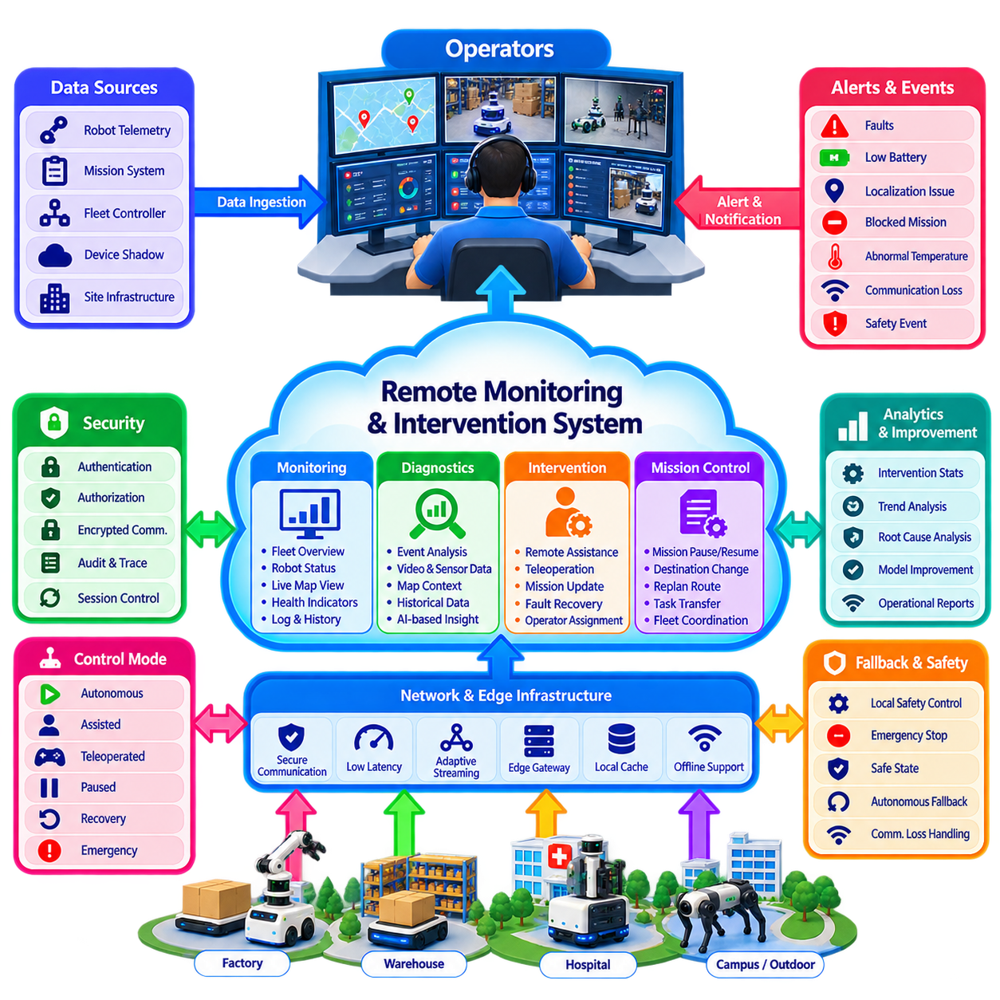 Operators
Data Sources
Robot Telemetry
Mission System
Fleet Controller
Device Shadow
Site Infrastructure
Data Ingestion
Alerts & Events
Faults
Low Battery
Localization Issue
Blocked Mission
Abnormal Temperature
Communication Loss
Safety Event
Alert &
Notification
Remote Monitoring
& Intervention System
Monitoring
Fleet Overview
Robot Status
Live Map View
Health Indicators
Log & History
Diagnostics
Event Analysis
Video & Sensor Data
Map Context
Historical Data
AI-based Insight
Intervention
Remote Assistance
Teleoperation
Mission Update
Fault Recovery
Operator Assignment
Mission Control
Mission Pause/Resume
Destination Change
Replan Route
Task Transfer
Fleet Coordination
Security
Authentication
Authorization
Encrypted Comm.
Audit & Trace
Session Control
Analytics
& Improvement
Intervention Stats
Trend Analysis
Root Cause Analysis
Model Improvement
Operational Reports
Control Mode
Autonomous
Assisted
Teleoperated
Paused
Recovery
Emergency
Network & Edge Infrastructure
Secure
Communication
Low Latency
Adaptive
Streaming
Edge Gateway
Local Cache
Offline Support
Fallback & Safety
Local Safety Control
Emergency Stop
Safe State
Autonomous Fallback
Comm. Loss Handling
Factory
Warehouse
Hospital
Campus / Outdoor